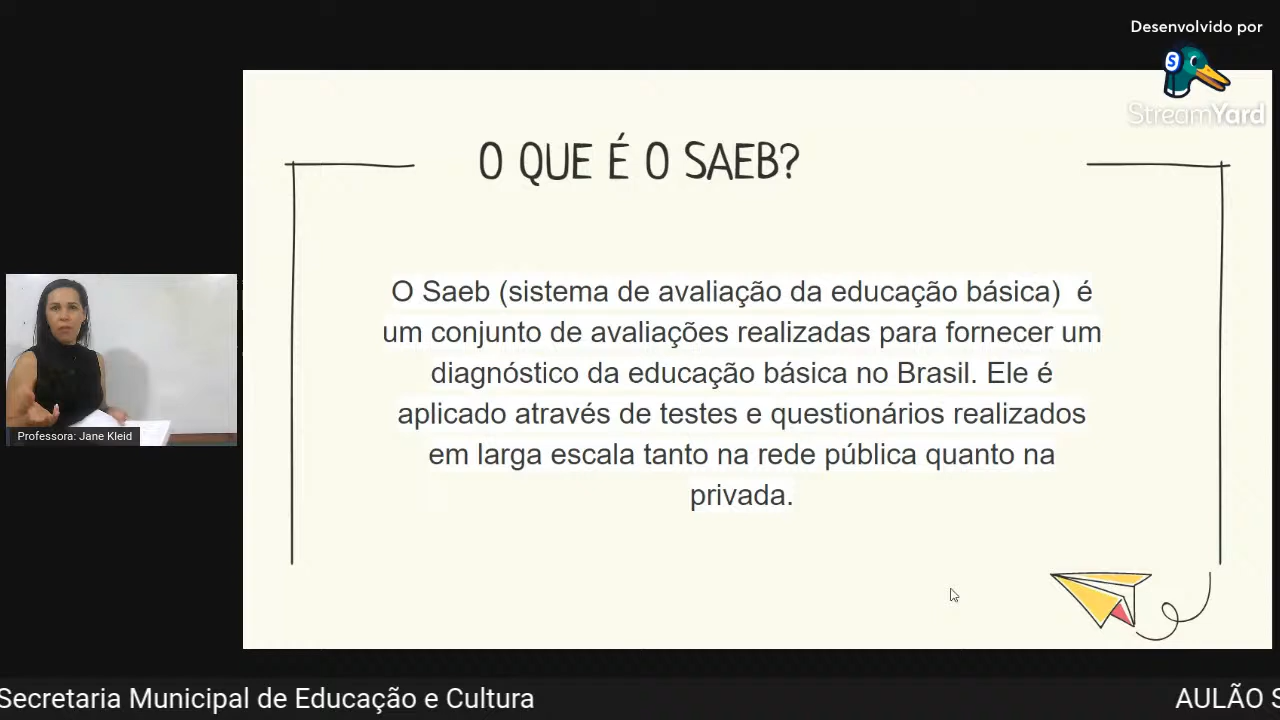 Desenvolvido por
S
StreamYard
O QUE É O SAEB?
O Saeb (sistema de avaliação da educação básica) é
um conjunto de avaliações realizadas para fornecer um
diagnóstico da educação básica no Brasil. Ele é
aplicado através de testes e questionários realizados
em larga escala tanto na rede pública quanto na
privada.
Professora: Jane Kleid
Secretaria Municipal de Educação e Cultura
AULÃO S